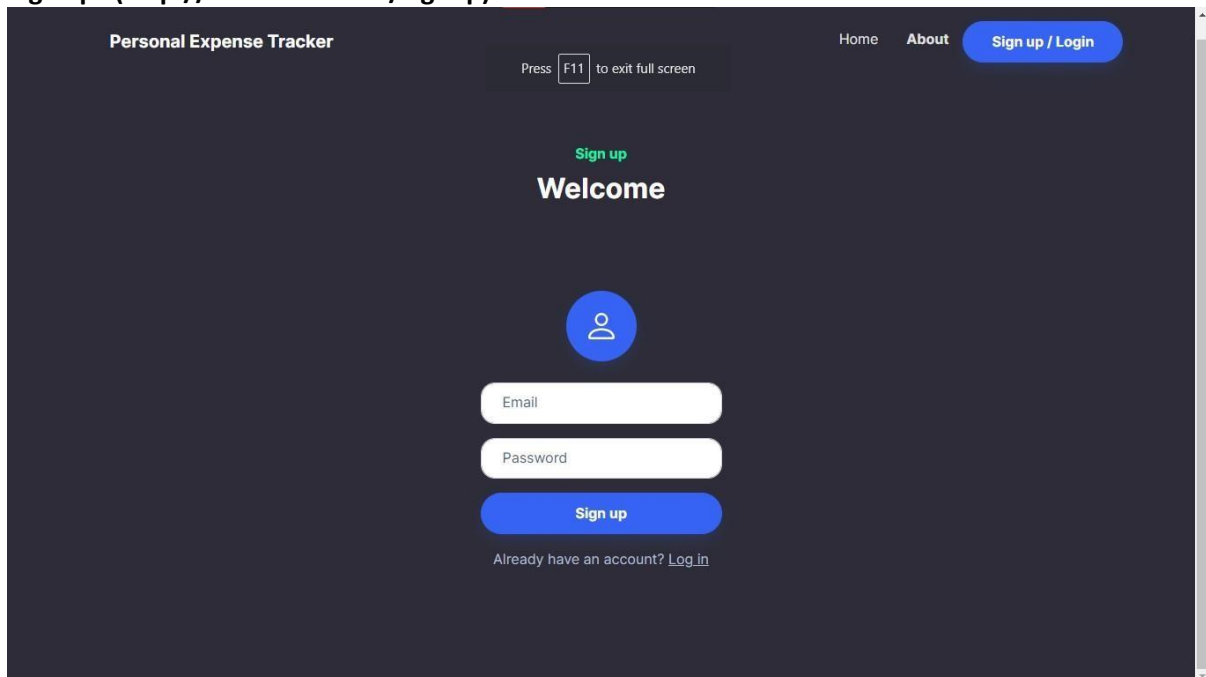 Personal Expense Tracker
Home About Sign up / Login
Press F11 to exit full screen
Sign up
Welcome
Email
Password
Sign up
Already have an account? Log in